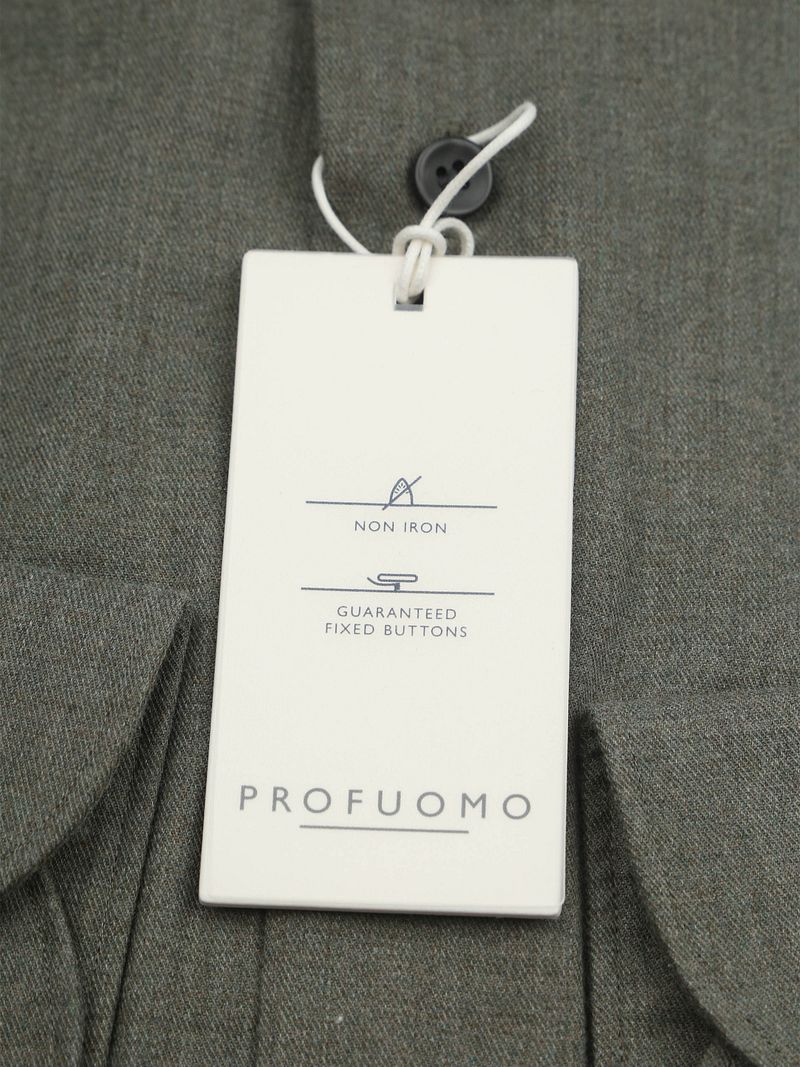 NON IRON
GUARANTEED
FIXED BUTTONS
PROFUOMO